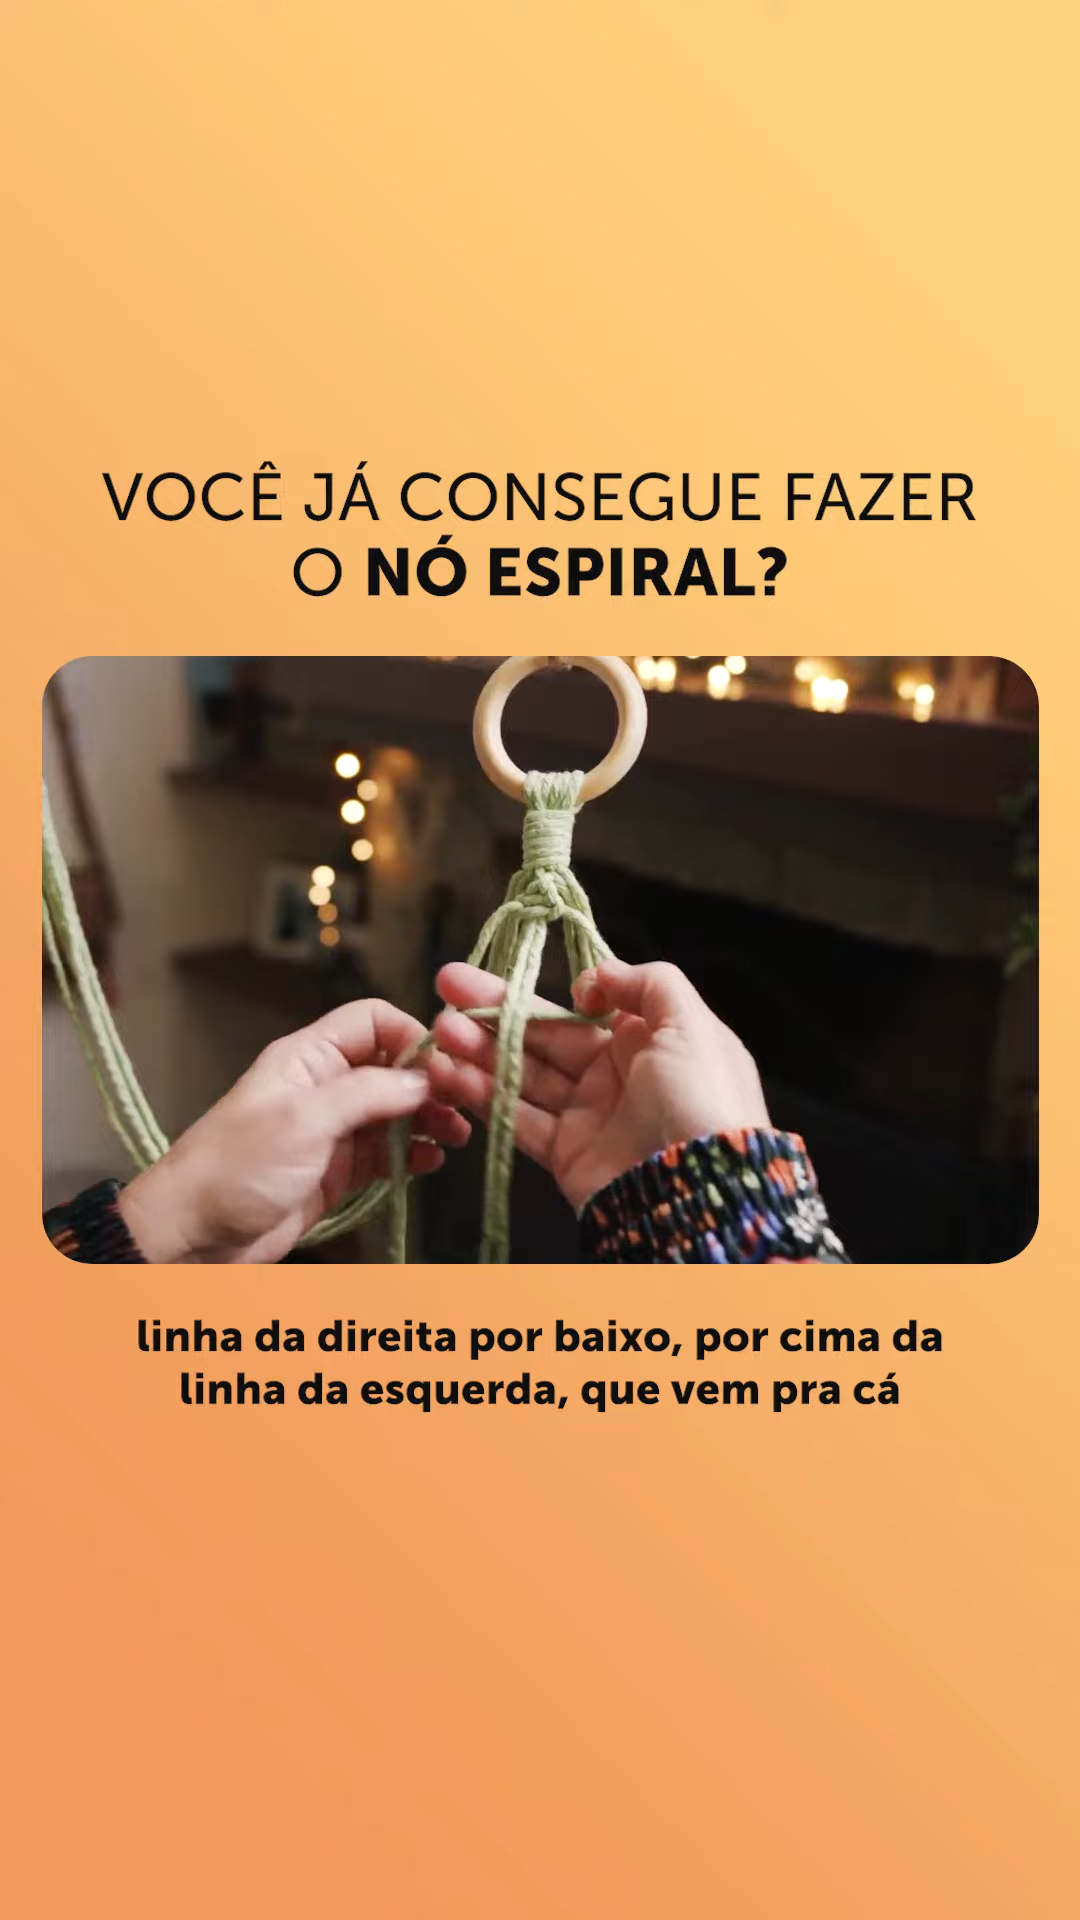 VOCÊ JÁ CONSEGUE FAZER
O NÓ ESPIRAL?
linha da direita por baixo, por cima da
linha da esquerda, que vem pra cá